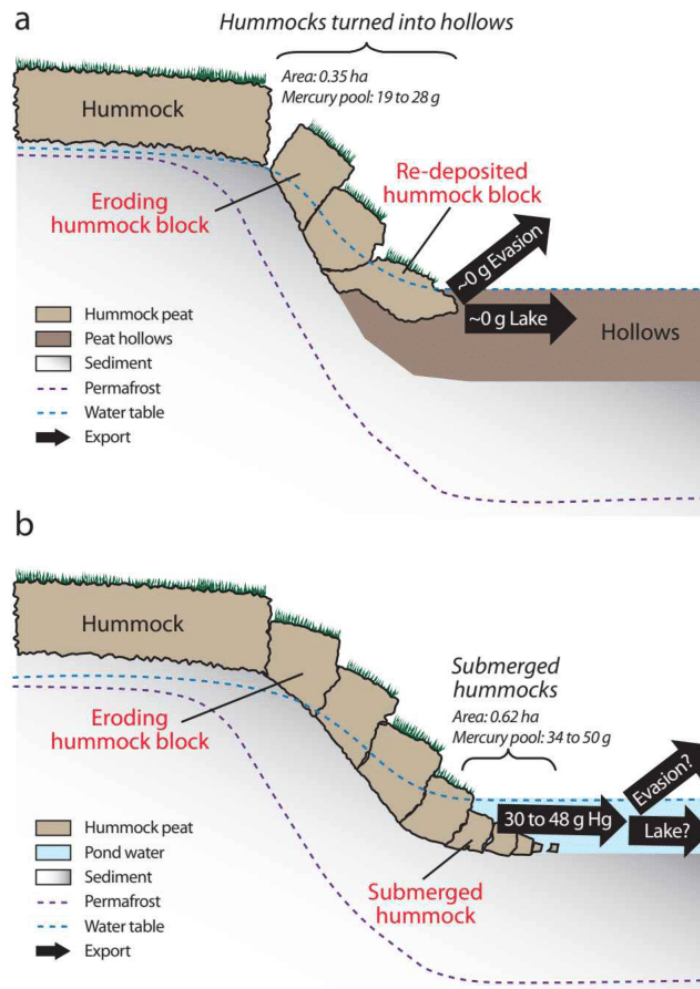 a
Hummocks turned into hollows
Area: 0.35 ha
Mercury pool: 19 to 28 g
Hummock
Re-deposited
hummock block
Eroding
hummock block
~0 g Evasion
~0 g Lake
Hollows
Hummock peat
Peat hollows
Sediment
Permafrost
Water table
Export
b
Hummock
Submerged
hummocks
Area: 0.62 ha
Mercury pool: 34 to 50 g
Eroding
hummock block
Evasion?
30 to 48 g Hg
Lake?
Submerged
hummock
Hummock peat
Pond water
Sediment
Permafrost
Water table
Export